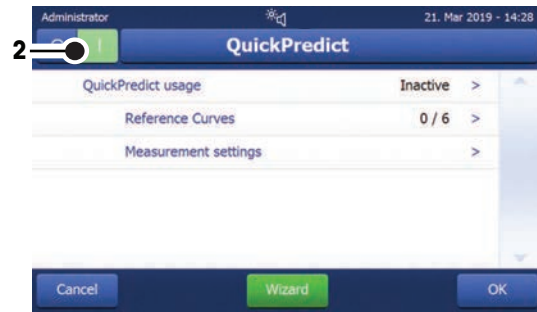 Administrator 21. Mar 2019 - 14:28
2 I QuickPredict
QuickPredict usage Inactive >
Reference Curves 0 / 6 >
Measurement settings >
Cancel Wizard OK